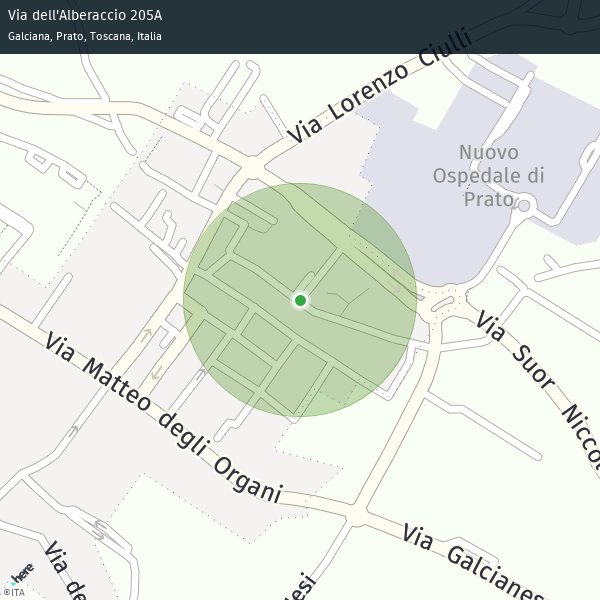 Via dell'Alberaccio 205A
Galciana, Prato, Toscana, Italia
Via Lorenzo Ciulli
Nuovo
Ospedale di
Prato
Via Matteo degli Organi
Via Suor Niccol
Via Galcianes
Via de
esi
here
©ITA